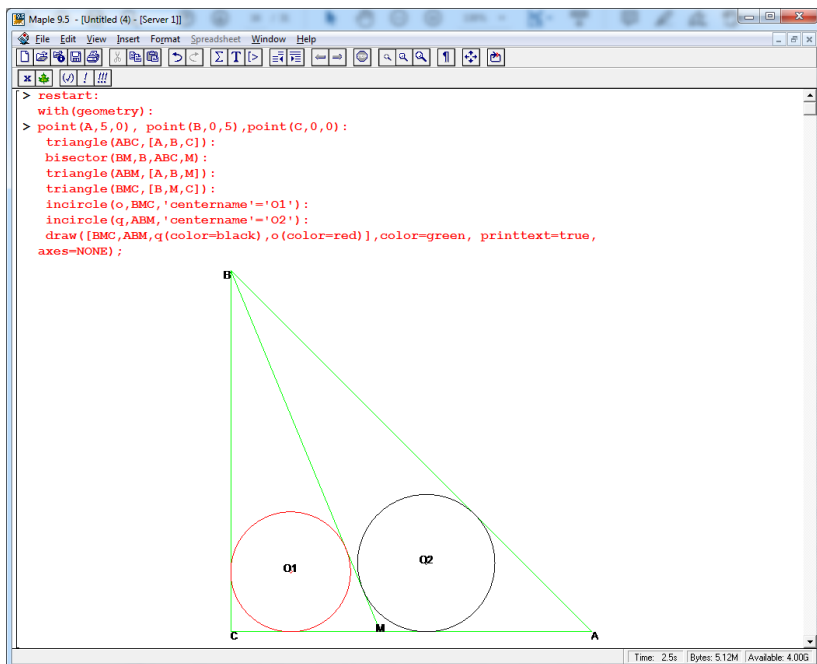 Maple 9.5 - [Untitled (4) - [Server 1]]
File Edit View Insert Format Spreadsheet Window Help
> restart:
with(geometry):
> point(A,5,0), point(B,0,5),point(C,0,0):
triangle(ABC,[A,B,C]):
bisector(BM,B,ABC,M):
triangle(ABM,[A,B,M]):
triangle(BMC,[B,M,C]):
incircle(o,BMC,'centername'='O1'):
incircle(q,ABM,'centername'='O2'):
draw([BMC,ABM,q(color=black),o(color=red)],color=green, printtext=true,
axes=NONE);
B
O1
O2
C
M
A
Time: 2.5s Bytes: 5.12M Available: 4.00G